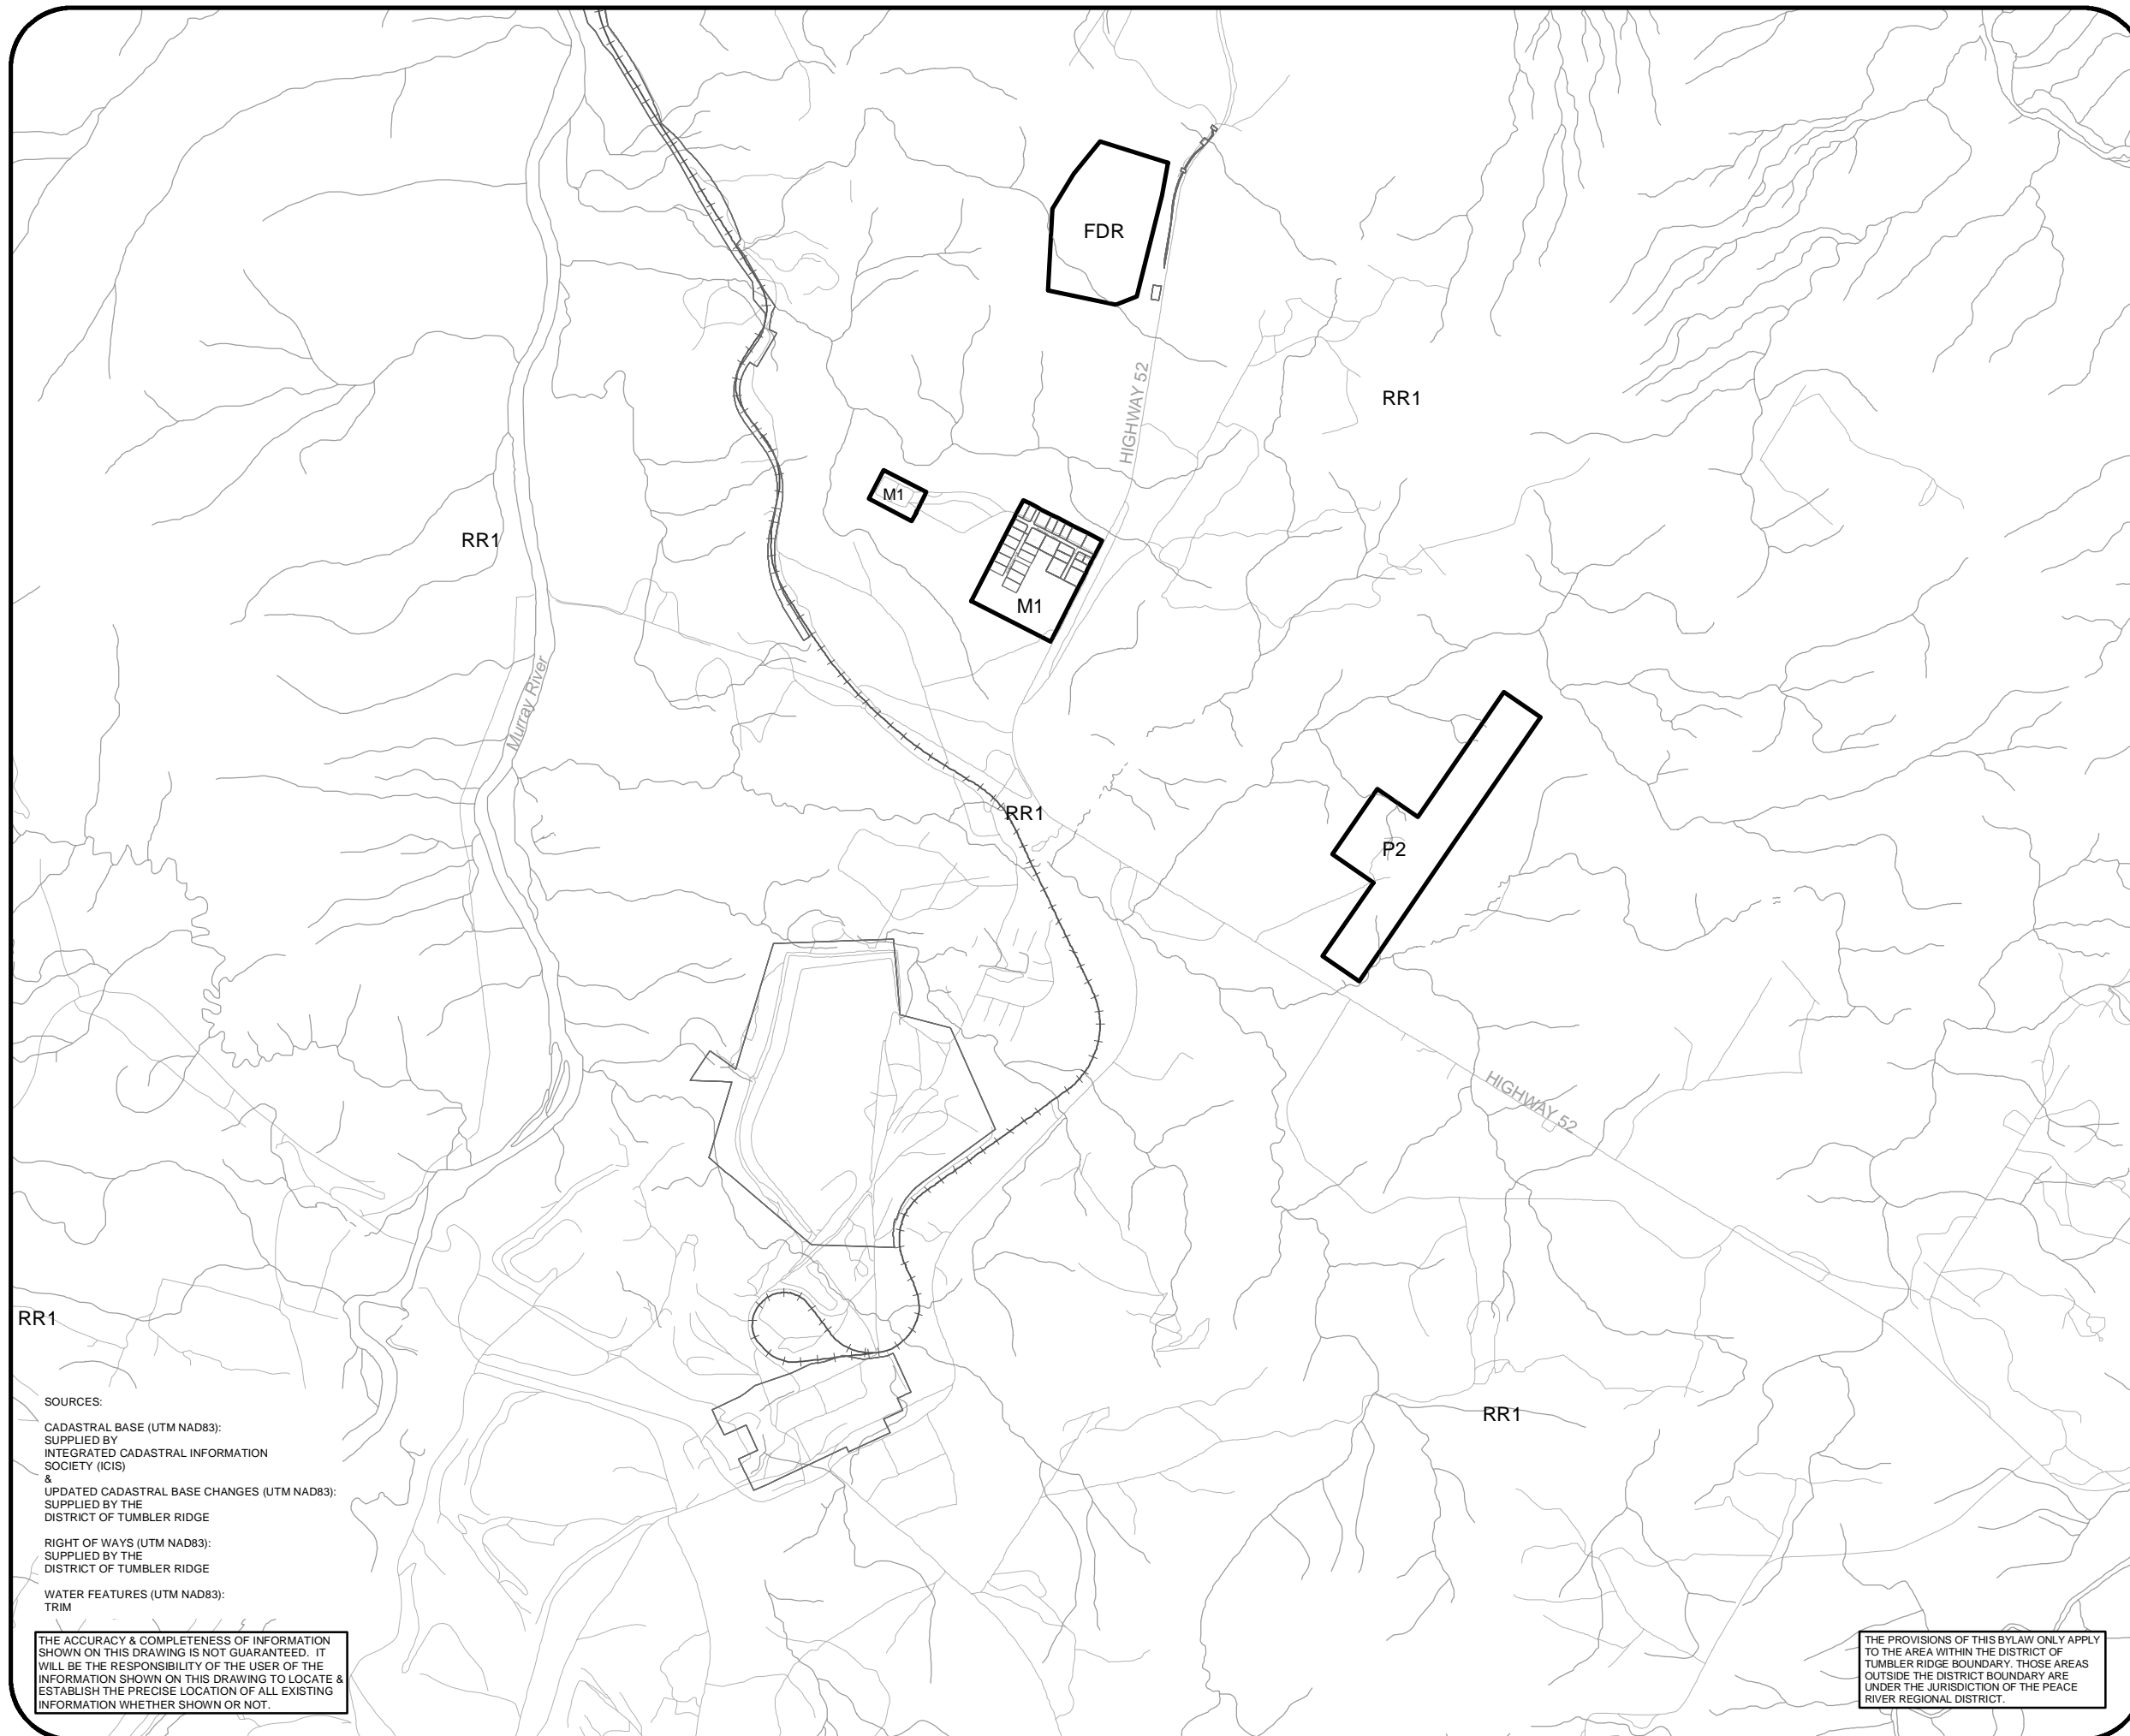 FDR
HIGHWAY 52
RR1
M1
RR1
M1
Murray River
RR1
P2
HIGHWAY 52
RR1
RR1
SOURCES:
CADASTRAL BASE (UTM NAD83):
SUPPLIED BY
INTEGRATED CADASTRAL INFORMATION
SOCIETY (ICIS)
&
UPDATED CADASTRAL BASE CHANGES (UTM NAD83):
SUPPLIED BY THE
DISTRICT OF TUMBLER RIDGE
RIGHT OF WAYS (UTM NAD83):
SUPPLIED BY THE
DISTRICT OF TUMBLER RIDGE
WATER FEATURES (UTM NAD83):
TRIM
THE ACCURACY & COMPLETENESS OF INFORMATION
SHOWN ON THIS DRAWING IS NOT GUARANTEED. IT
WILL BE THE RESPONSIBILITY OF THE USER OF THE
INFORMATION SHOWN ON THIS DRAWING TO LOCATE &
ESTABLISH THE PRECISE LOCATION OF ALL EXISTING
INFORMATION WHETHER SHOWN OR NOT.
THE PROVISIONS OF THIS BYLAW ONLY APPLY
TO THE AREA WITHIN THE DISTRICT OF
TUMBLER RIDGE BOUNDARY. THOSE AREAS
OUTSIDE THE DISTRICT BOUNDARY ARE
UNDER THE JURISDICTION OF THE PEACE
RIVER REGIONAL DISTRICT.